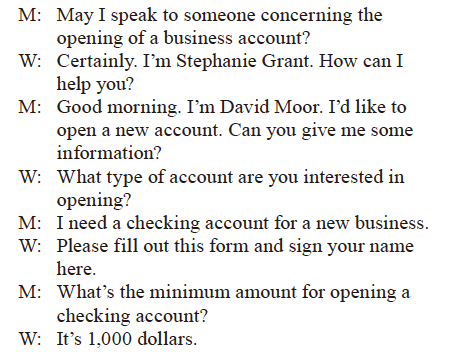 M: May I speak to someone concerning the
opening of a business account?
W: Certainly. I'm Stephanie Grant. How can I
help you?
M: Good morning. I'm David Moor. I'd like to
open a new account. Can you give me some
information?
W: What type of account are you interested in
opening?
M: I need a checking account for a new business.
W: Please fill out this form and sign your name
here.
M: What's the minimum amount for opening a
checking account?
W: It's 1,000 dollars.